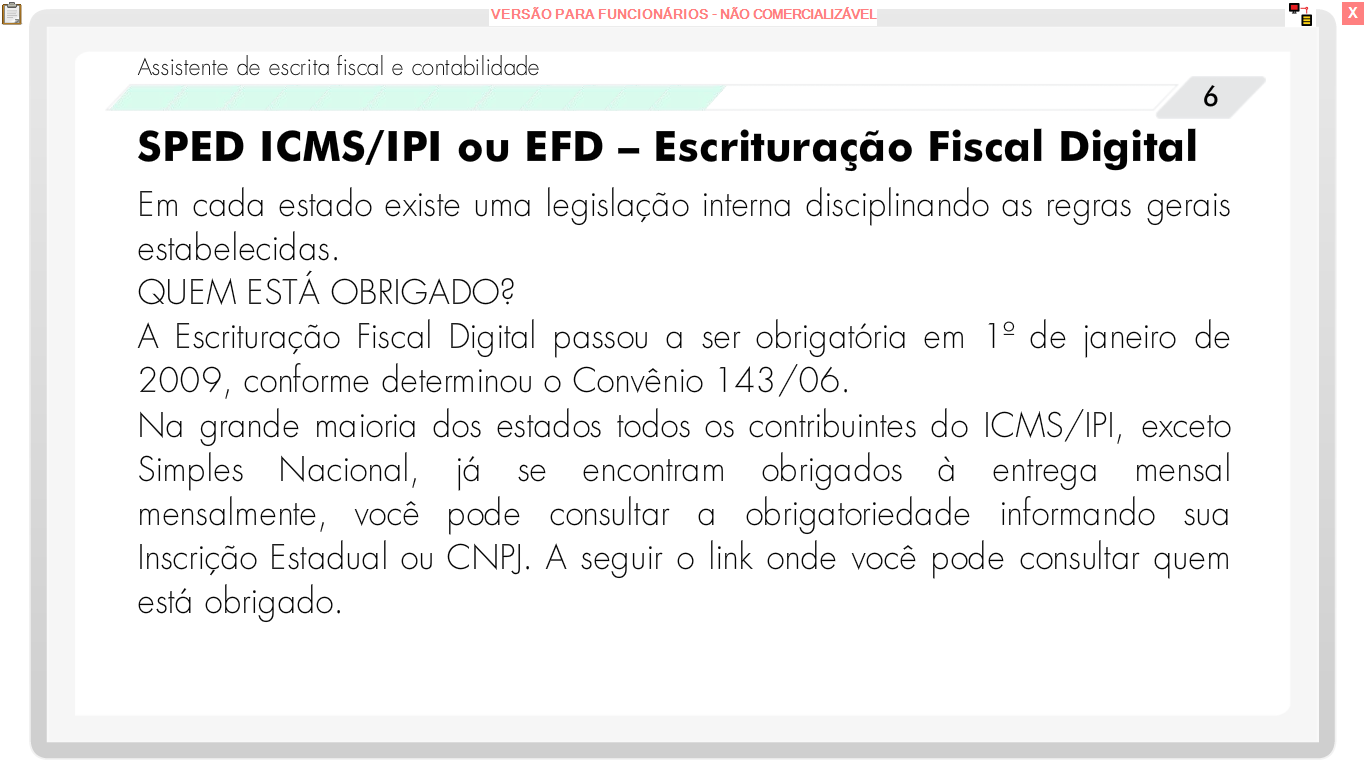 VERSÃO PARA FUNCIONÁRIOS - NÃO COMERCIALIZÁVEL
X
Assistente de escrita fiscal e contabilidade
6
SPED ICMS/IPI ou EFD – Escrituração Fiscal Digital
Em cada estado existe uma legislação interna disciplinando as regras gerais
estabelecidas.
QUEM ESTÁ OBRIGADO?
A Escrituração Fiscal Digital passou a ser obrigatória em 1º de janeiro de
2009, conforme determinou o Convênio 143/06.
Na grande maioria dos estados todos os contribuintes do ICMS/IPI, exceto
Simples Nacional, já se encontram obrigados à entrega mensal
mensalmente, você pode consultar a obrigatoriedade informando sua
Inscrição Estadual ou CNPJ. A seguir o link onde você pode consultar quem
está obrigado.